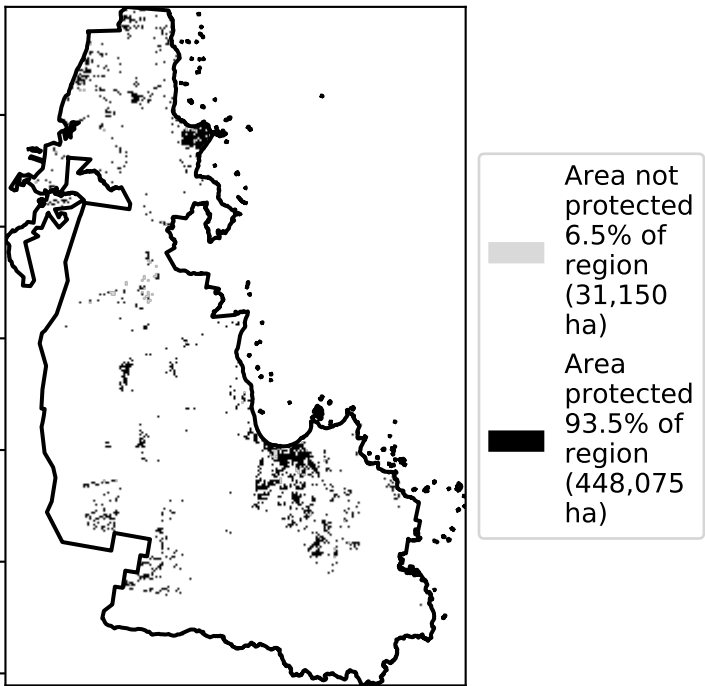 Area not
protected
6.5% of
region
(31,150
ha)
Area
protected
93.5% of
region
(448,075
ha)